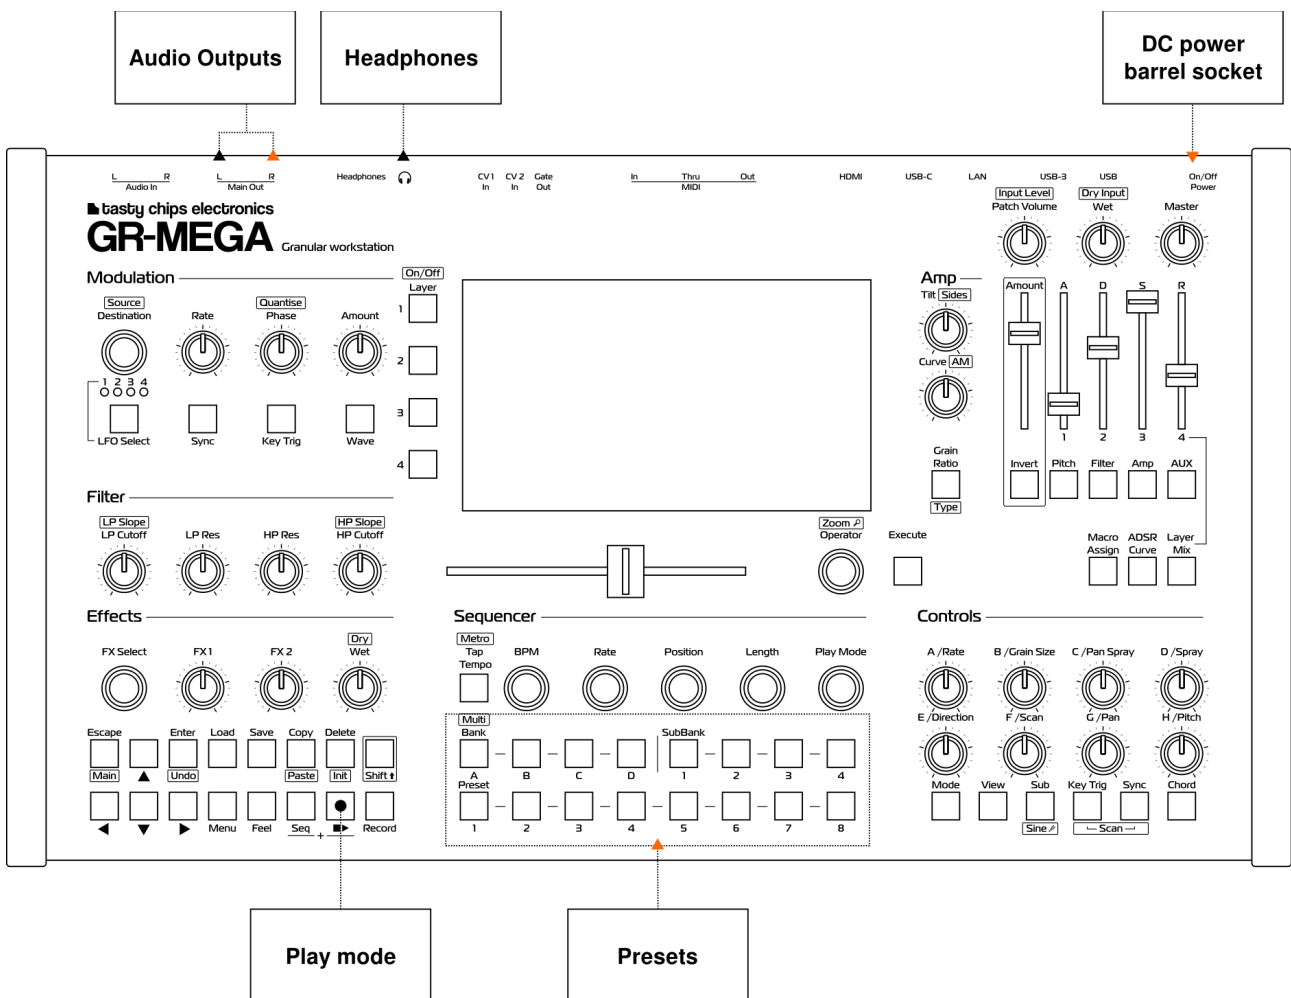 Audio Outputs
Headphones
DC power
barrel socket
L R
Audio In
L R
Main Out
Headphones
CV 1 CV 2 Gate
In In Out
In Thru Out
MIDI
HDMI
USB-C
LAN
USB-3
USB
On/Off
Power
tasty chips electronics
GR-MEGA Granular workstation
Input Level
Patch Volume
Dry Input
Wet
Master
Modulation
Source
Destination
Rate
Quantise
Phase
Amount
1 2 3 4
LFO Select
Sync
Key Trig
Wave
On/Off
Layer
1
2
3
4
Amp
Tilt Sides
Curve AM
Grain
Ratio
Type
Amount A D S R
1 2 3 4
Invert Pitch Filter Amp AUX
Macro
Assign
ADSR
Curve
Layer
Mix
Filter
LP Slope
LP Cutoff
LP Res
HP Res
HP Slope
HP Cutoff
Zoom
Operator
Execute
Effects
FX Select
FX 1
FX 2
Dry
Wet
Escape Enter Load Save Copy Delete
Main Undo Paste Init Shift
Menu Feel Seq + Record
Sequencer
Metro
Tap
Tempo
BPM
Rate
Position
Length
Play Mode
Multi
Bank
SubBank
A B C D 1 2 3 4
Preset
1 2 3 4 5 6 7 8
Controls
A /Rate B /Grain Size C /Pan Spray D /Spray
E /Direction F /Scan G /Pan H /Pitch
Mode View Sub Key Trig Sync Chord
Sine
Scan
Play mode
Presets